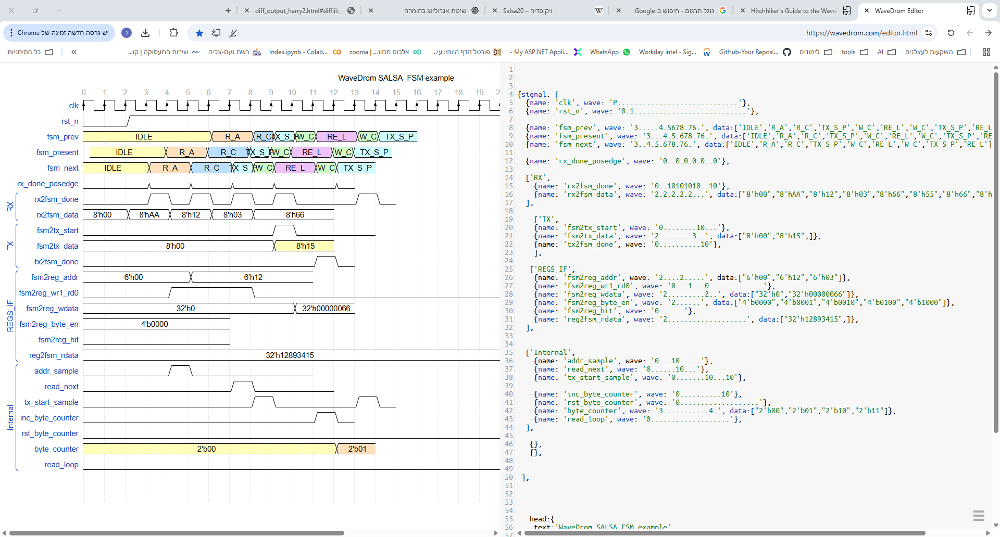 diff_output_harry2.html#difflib_
שיטת אנרולינג בחומרה
Salsa20 – ויקיפדיה
גוגל תרגום - חיפוש ב-Google
Hitchhiker's Guide to the WaveD
WaveDrom Editor
יש גרסה חדשה זמינה של Chrome
https://wavedrom.com/editor.html
כל הסימניות
שירות התעסוקה | קו...
רשת נעם-צביה
Index.ipynb - Colab...
אלבום תמונ... | zooma
פורטל הדף היומי: עי...
My ASP.NET Appli... -
WhatsApp
Workday intel - Sig...
GitHub-Your Reposi...
לימודים
tools
AI
השקעות לעצלנים
WaveDrom SALSA_FSM example
0 1 2 3 4 5 6 7 8 9 10 11 12 13 14 15 16 17 18 19 2
clk
rst_n
fsm_prev IDLE R_A R_C TX_S_P W_C RE_L W_C TX_S_P
fsm_present IDLE R_A R_C TX_S_P W_C RE_L W_C TX_S_P
fsm_next IDLE R_A R_C TX_S_P W_C RE_L W_C TX_S_P
rx_done_posedge
RX
rx2fsm_done
rx2fsm_data 8'h00 8'hAA 8'h12 8'h03 8'h66
TX
fsm2tx_start
fsm2tx_data 8'h00 8'h15
tx2fsm_done
REGS_IF
fsm2reg_addr 6'h00 6'h12
fsm2reg_wr1_rd0
fsm2reg_wdata 32'h0 32'h00000066
fsm2reg_byte_en 4'b0000
fsm2reg_hit
reg2fsm_rdata 32'h12893415
Internal
addr_sample
read_next
tx_start_sample
inc_byte_counter
rst_byte_counter
byte_counter 2'b00 2'b01
read_loop
1
2
3
4 {signal: [
5 {name: 'clk', wave: 'P.............................'},
6 {name: 'rst_n', wave: '0.1...........................'},
7
8 {name: 'fsm_prev', wave: '3.....4.5678.76.', data:['IDLE','R_A','R_C','TX_S_P','W_C','RE_L','W_C','TX_S_P','RE_L
9 {name: 'fsm_present', wave: '3...4.5.678.76.', data:['IDLE','R_A','R_C','TX_S_P','W_C','RE_L','W_C','TX_S_P','RE
10 {name: 'fsm_next', wave: '3..4.5.678.76.', data:['IDLE','R_A','R_C','TX_S_P','W_C','RE_L','W_C','TX_S_P','RE_L']
11
12 {name: 'rx_done_posedge', wave: '0..0.0.0.0..0'},
13
14 ['RX',
15 {name: 'rx2fsm_done', wave: '0..10101010..10'},
16 {name: 'rx2fsm_data', wave: '2.2.2.2.2...', data:["8'h00","8'hAA","8'h12","8'h03","8'h66","8'h55","8'h66","8'h
17 ],
18
19 ['TX',
20 {name: 'fsm2tx_start', wave: '0........10...'},
21 {name: 'fsm2tx_data', wave: '2........3..', data:["8'h00","8'h15",]},
22 {name: 'tx2fsm_done', wave: '0..........10'},
23 ],
24
25 ['REGS_IF',
26 {name: 'fsm2reg_addr', wave: '2....2.....', data:["6'h00","6'h12","6'h03"]},
27 {name: 'fsm2reg_wr1_rd0', wave: '0...1...0.............'},
28 {name: 'fsm2reg_wdata', wave: '2.........2..', data:["32'h0","32'h00000066"]},
29 {name: 'fsm2reg_byte_en', wave: '2......', data:["4'b0000","4'b0001","4'b0010","4'b0100","4'b1000"]},
30 {name: 'fsm2reg_hit', wave: '0......'},
31 {name: 'reg2fsm_rdata', wave: '2...................', data:["32'h12893415",]},
32 ],
33
34
35 ['Internal',
36 {name: 'addr_sample', wave: '0...10.....'},
37 {name: 'read_next', wave: '0......10...'},
38 {name: 'tx_start_sample', wave: '0.......10...10'},
39
40 {name: 'inc_byte_counter', wave: '0..........10'},
41 {name: 'rst_byte_counter', wave: '0...................'},
42 {name: 'byte_counter', wave: '3...........4.', data:["2'b00","2'b01","2'b10","2'b11"]},
43 {name: 'read_loop', wave: '0...................'},
44 ],
45
46 {},
47 {},
48
49
50 ],
51
52
53
54
55 head:{
56 text:'WaveDrom SALSA_FSM example'
57